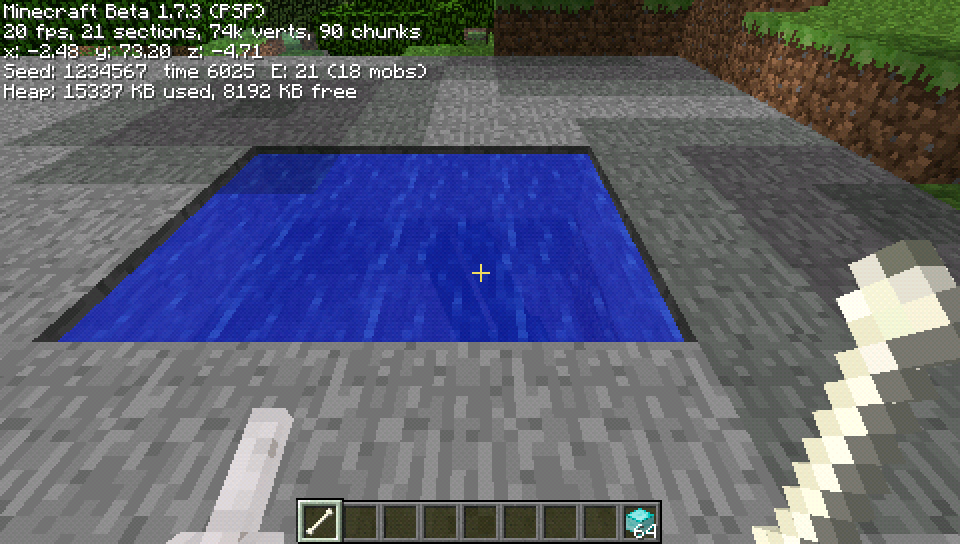 Minecraft Beta 1.7.3 (PSP)
20 fps, 21 sections, 74k verts, 90 chunks
x: -2.48 y: 73.20 z: -4.71
Seed: 1234567 time 6025 E: 21 (18 mobs)
Heap: 15337 KB used, 8192 KB free
64